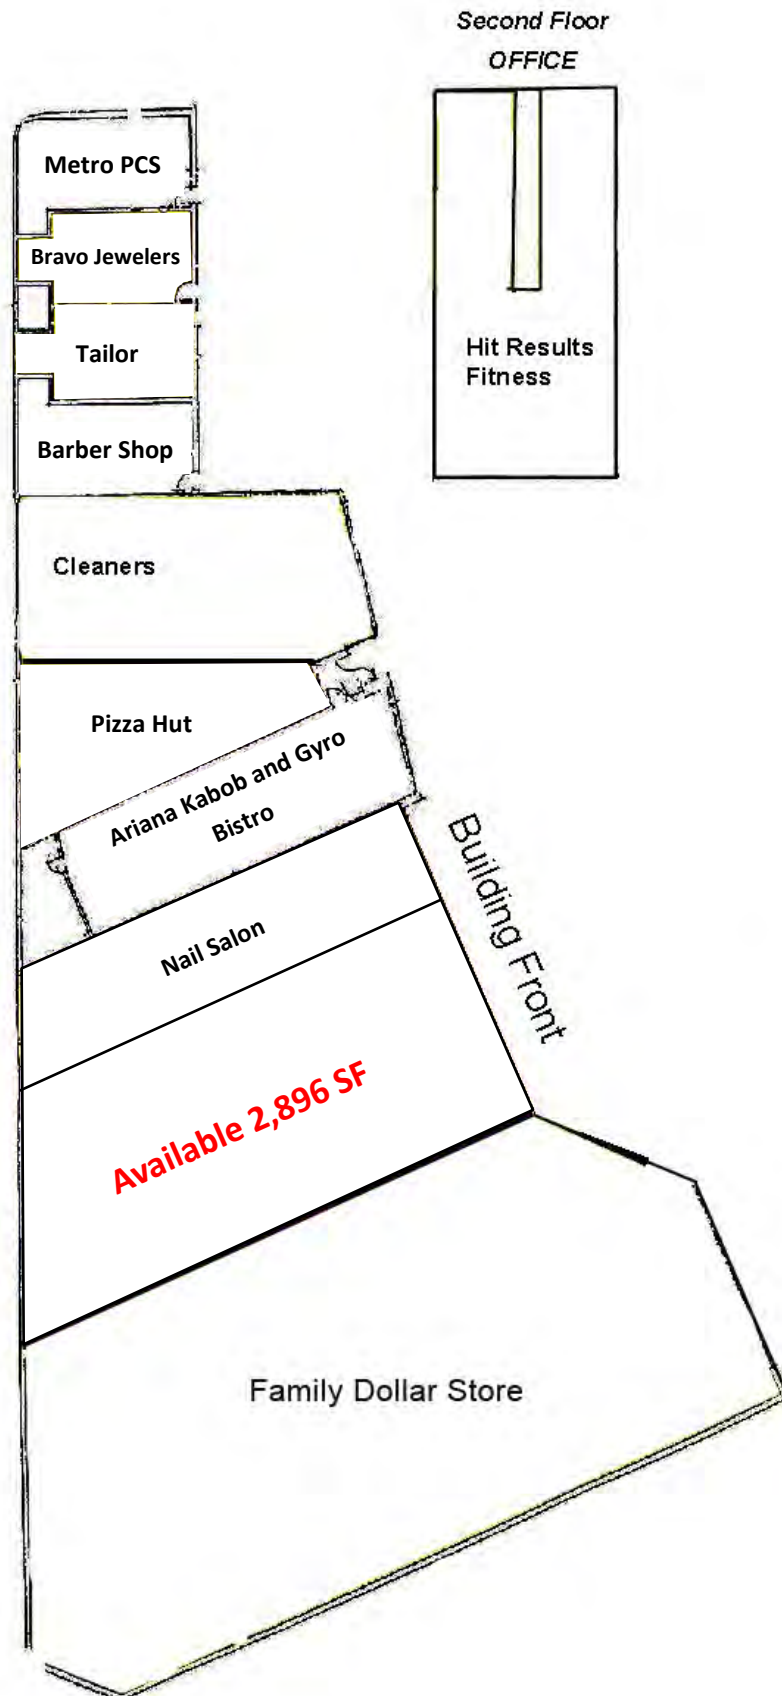 Second Floor
OFFICE
Metro PCS
Bravo Jewelers
Tailor
Hit Results
Fitness
Barber Shop
Cleaners
Pizza Hut
Ariana Kabob and Gyro
Bistro
Building Front
Nail Salon
Available 2,896 SF
Family Dollar Store